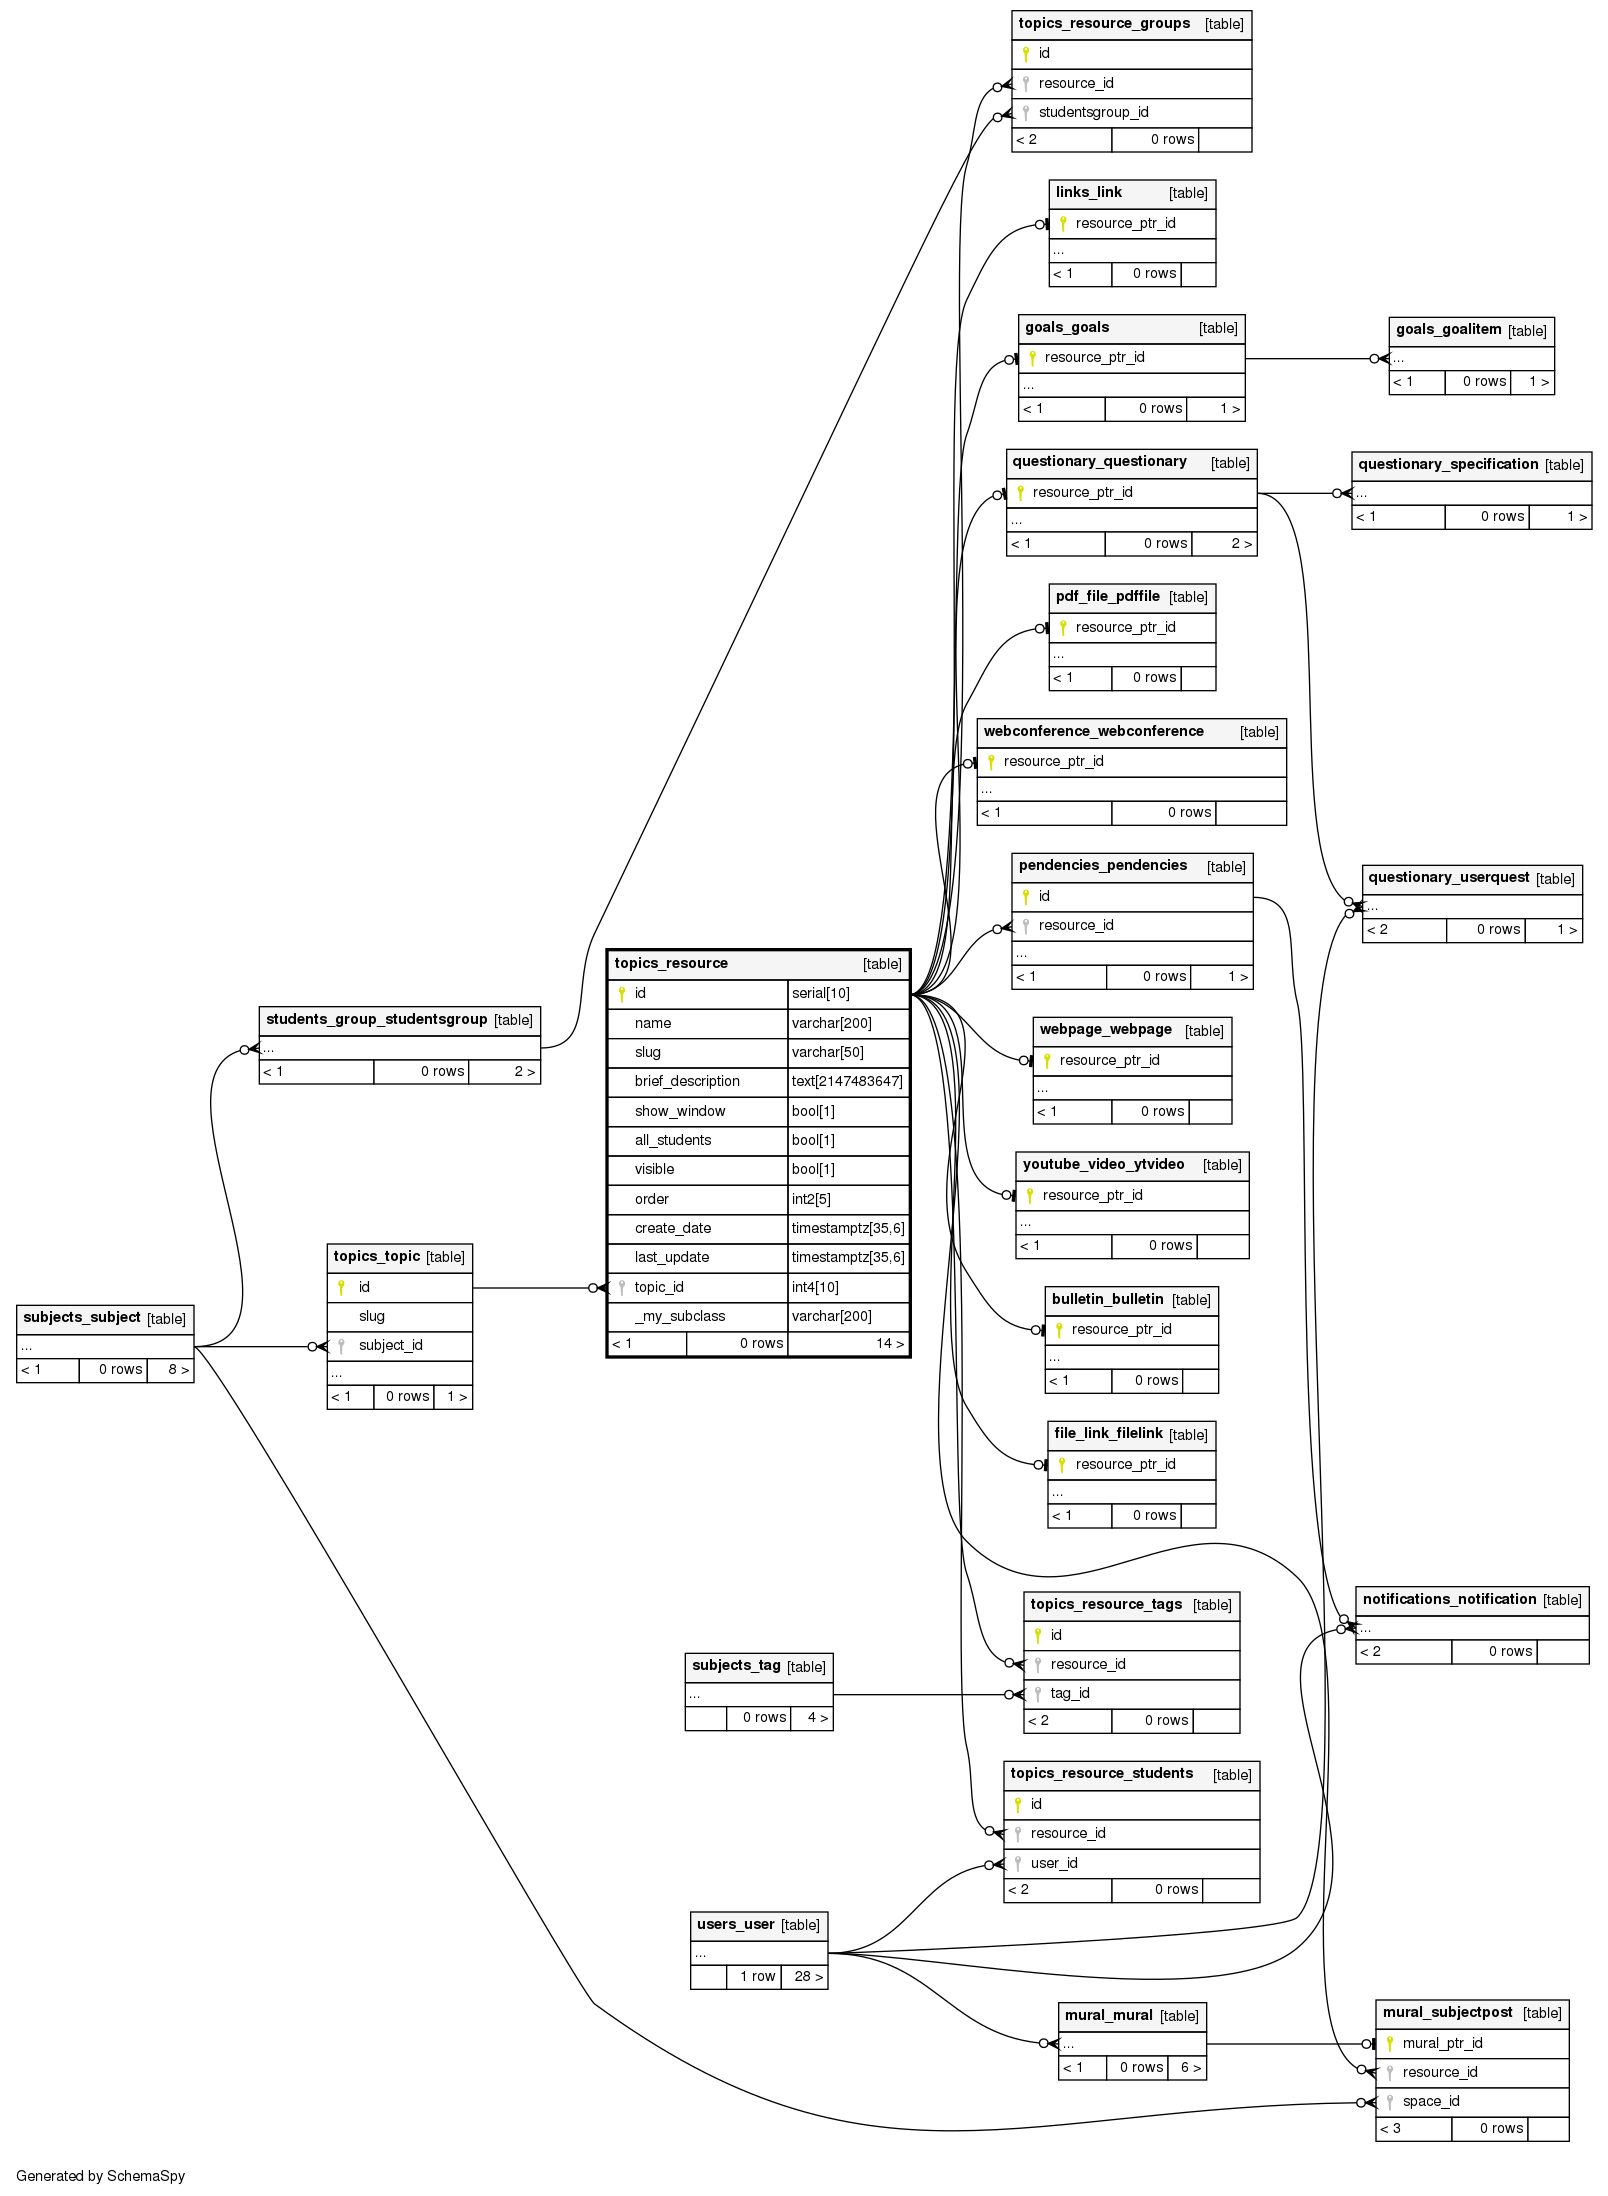 topics_resource_groups [table]
id
resource_id
studentsgroup_id
< 2 0 rows
links_link [table]
resource_ptr_id
...
< 1 0 rows
goals_goals [table]
resource_ptr_id
...
< 1 0 rows 1 >
goals_goalitem [table]
...
< 1 0 rows 1 >
questionary_questionary [table]
resource_ptr_id
...
< 1 0 rows 2 >
questionary_specification [table]
...
< 1 0 rows 1 >
pdf_file_pdffile [table]
resource_ptr_id
...
< 1 0 rows
webconference_webconference [table]
resource_ptr_id
...
< 1 0 rows
pendencies_pendencies [table]
id
resource_id
...
< 1 0 rows 1 >
questionary_userquest [table]
...
< 2 0 rows 1 >
topics_resource [table]
id serial[10]
name varchar[200]
slug varchar[50]
brief_description text[2147483647]
show_window bool[1]
all_students bool[1]
visible bool[1]
order int2[5]
create_date timestamptz[35,6]
last_update timestamptz[35,6]
topic_id int4[10]
_my_subclass varchar[200]
< 1 0 rows 14 >
students_group_studentsgroup [table]
...
< 1 0 rows 2 >
webpage_webpage [table]
resource_ptr_id
...
< 1 0 rows
youtube_video_ytvideo [table]
resource_ptr_id
...
< 1 0 rows
topics_topic [table]
id
slug
subject_id
...
< 1 0 rows 1 >
subjects_subject [table]
...
< 1 0 rows 8 >
bulletin_bulletin [table]
resource_ptr_id
...
< 1 0 rows
file_link_filelink [table]
resource_ptr_id
...
< 1 0 rows
topics_resource_tags [table]
id
resource_id
tag_id
< 2 0 rows
notifications_notification [table]
...
< 2 0 rows
subjects_tag [table]
...
0 rows 4 >
topics_resource_students [table]
id
resource_id
user_id
< 2 0 rows
users_user [table]
...
1 row 28 >
mural_mural [table]
...
< 1 0 rows 6 >
mural_subjectpost [table]
mural_ptr_id
resource_id
space_id
< 3 0 rows
Generated by SchemaSpy